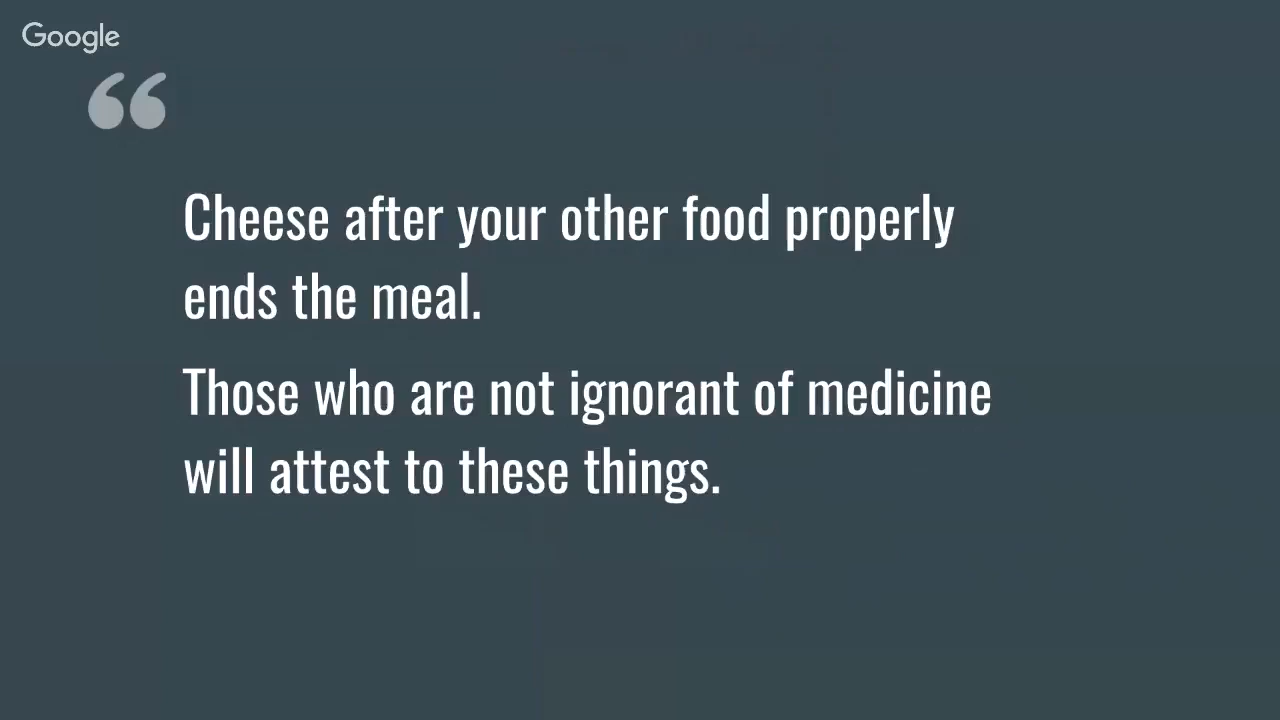 Google
“
Cheese after your other food properly
ends the meal.
Those who are not ignorant of medicine
will attest to these things.